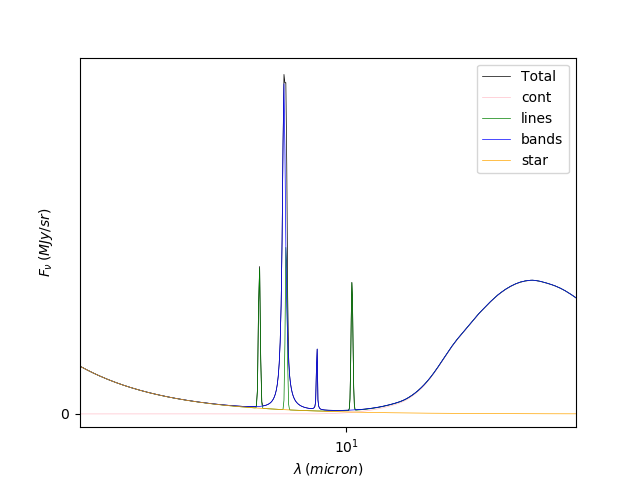 Total
cont
lines
bands
star
F_ν (MJy/sr)
0
10^1
λ (micron)